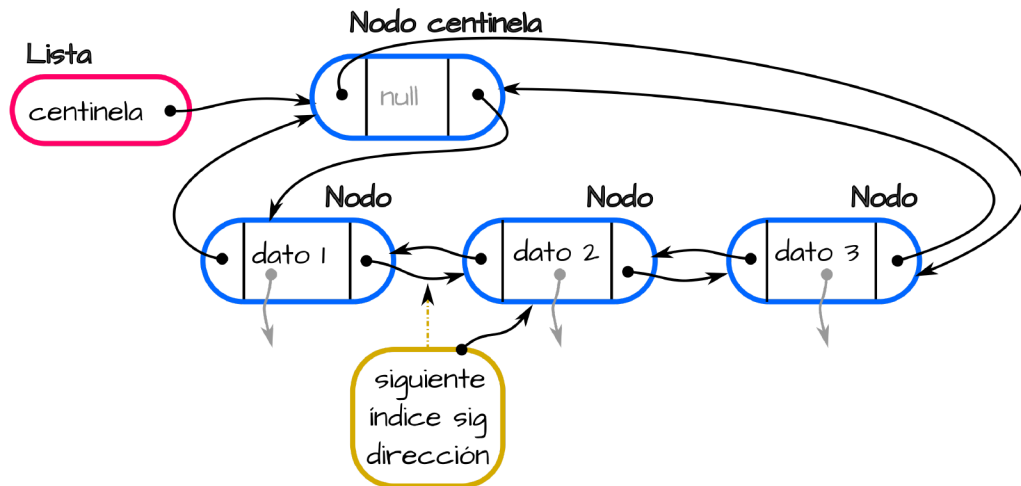 Nodo centinela
Lista
centinela
null
Nodo
Nodo
Nodo
dato 1
dato 2
dato 3
siguiente
índice sig
dirección